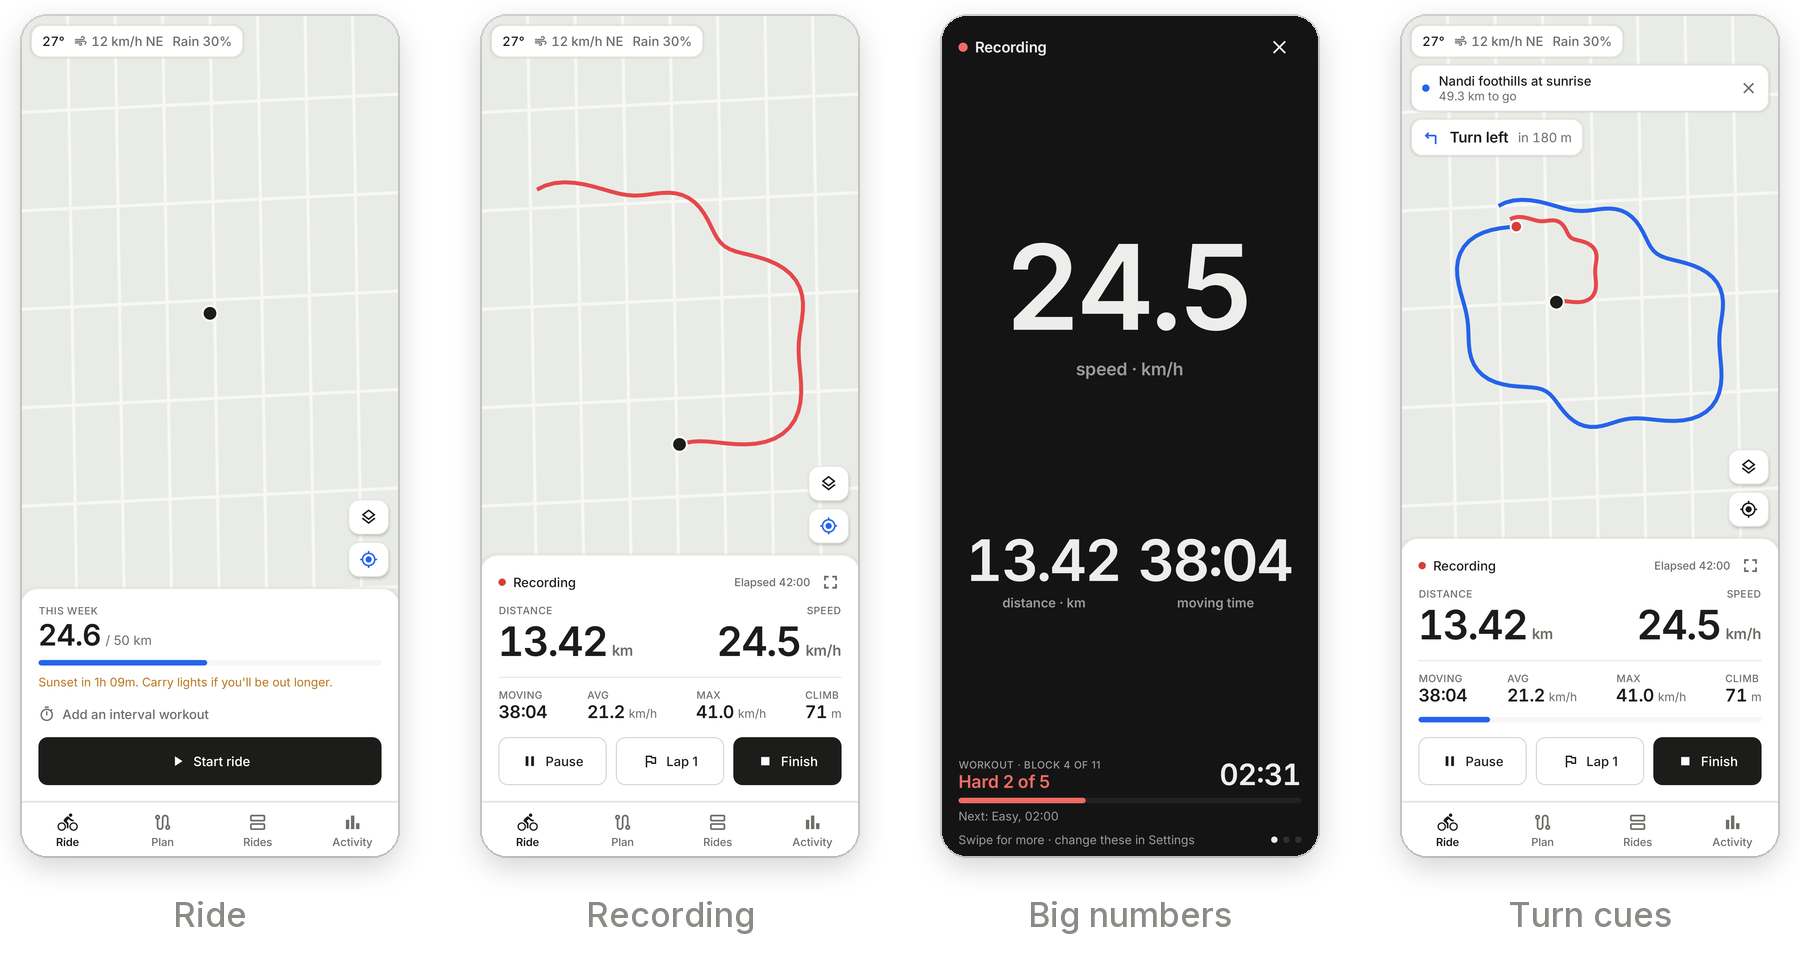 27° 12 km/h NE Rain 30%
THIS WEEK
24.6 / 50 km
Sunset in 1h 09m. Carry lights if you'll be out longer.
Add an interval workout
Start ride
Ride Plan Rides Activity
Ride
27° 12 km/h NE Rain 30%
Recording Elapsed 42:00
DISTANCE SPEED
13.42 km 24.5 km/h
MOVING AVG MAX CLIMB
38:04 21.2 km/h 41.0 km/h 71 m
Pause Lap 1 Finish
Ride Plan Rides Activity
Recording
Recording
24.5
speed · km/h
13.42 38:04
distance · km moving time
WORKOUT · BLOCK 4 OF 11
Hard 2 of 5 02:31
Next: Easy, 02:00
Swipe for more · change these in Settings
Big numbers
27° 12 km/h NE Rain 30%
Nandi foothills at sunrise
49.3 km to go
Turn left in 180 m
Recording Elapsed 42:00
DISTANCE SPEED
13.42 km 24.5 km/h
MOVING AVG MAX CLIMB
38:04 21.2 km/h 41.0 km/h 71 m
Pause Lap 1 Finish
Ride Plan Rides Activity
Turn cues